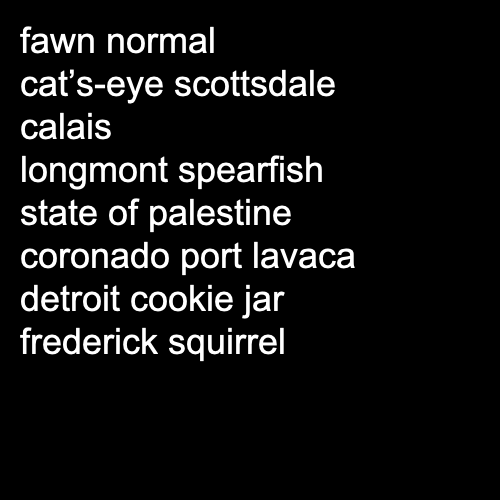 fawn normal
cat’s-eye scottsdale
calais
longmont spearfish
state of palestine
coronado port lavaca
detroit cookie jar
frederick squirrel